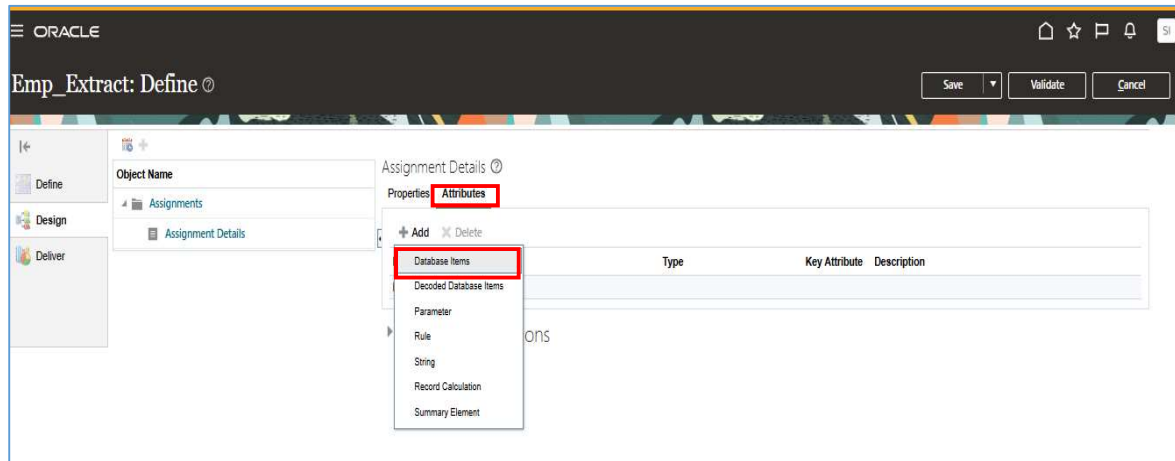 ORACLE
SI
Emp_Extract: Define
Save
Validate
Cancel
Define
Design
Deliver
Object Name
Assignments
Assignment Details
Assignment Details
Properties Attributes
Add Delete
Type Key Attribute Description
Database Items
Decoded Database Items
Parameter
Rule
String
Record Calculation
Summary Element
ons